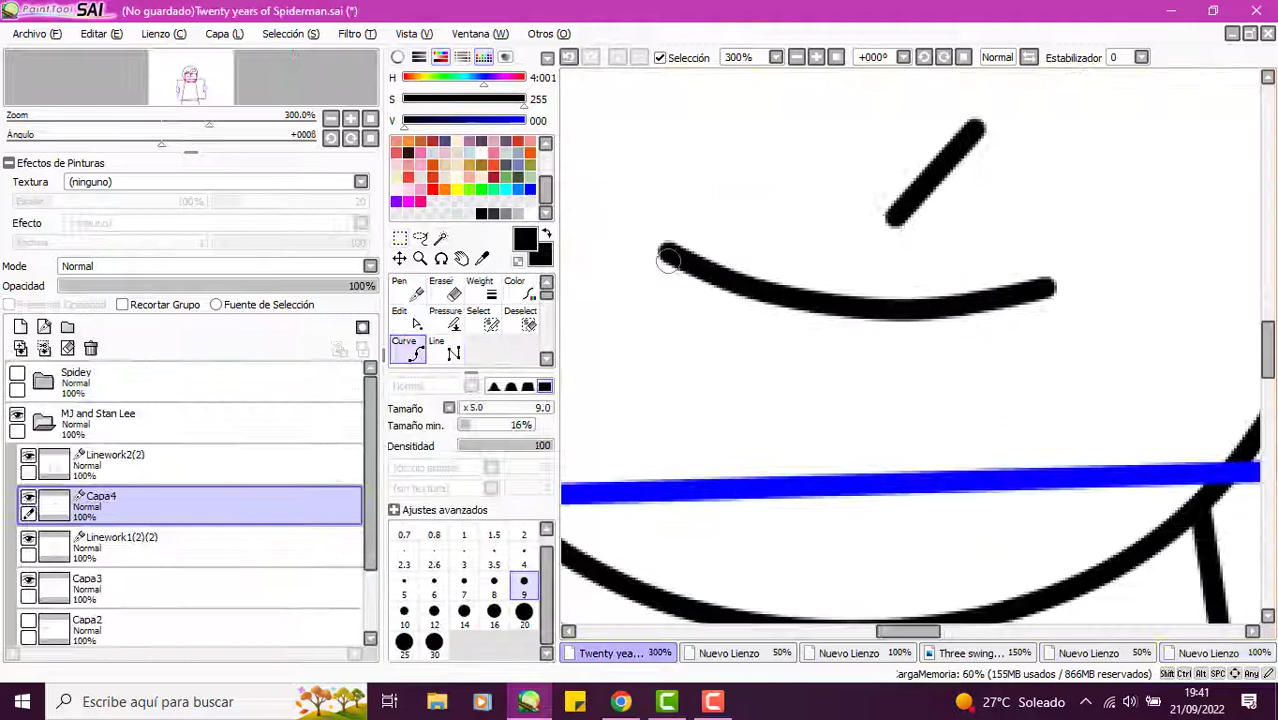 PaintTool SAI (No guardado)Twenty years of Spiderman.sai (*)
Archivo (F) Editar (E) Lienzo (C) Capa (L) Selección (S) Filtro (T) Vista (V) Ventana (W) Otros (O)
Selección 300% +000° Normal Estabilizador 0
H 4:001
S 255
V 000
Zoom 300.0%
Ángulo
Efectos de Pinturas
Textura (ninguno)
100% 20
Efecto
100
Mode Normal
Opacidad 100%
Recortar Grupo Fuente de Selección
Spidey
Normal
100%
MJ and Stan Lee
Normal
100%
Linework2(2)
Normal
100%
Capa4
Normal
100%
Linework1(2)(2)
Normal
100%
Capa3
Normal
100%
Capa2
Normal
100%
Pen Eraser Weight Color
Edit Pressure Select Deselect
Curve Line
Normal
Tamaño x 5.0 9.0
Tamaño min. 16%
Densitidad 100
Ajustes avanzados
0.7 0.8 1 1.5 2
2.3 2.6 3 3.5 4
5 6 7 8 9
10 12 14 16 20
25 30
Twenty yea... 300% Nuevo Lienzo 50% Nuevo Lienzo 100% Three swing... 150% Nuevo Lienzo 50% Nuevo Lienzo 100%
cargaMemoria: 60% (155MB usados / 866MB reservados) Shift Ctrl Alt SPC Any
Escribe aquí para buscar
27°C Soleado
19:41
21/09/2022